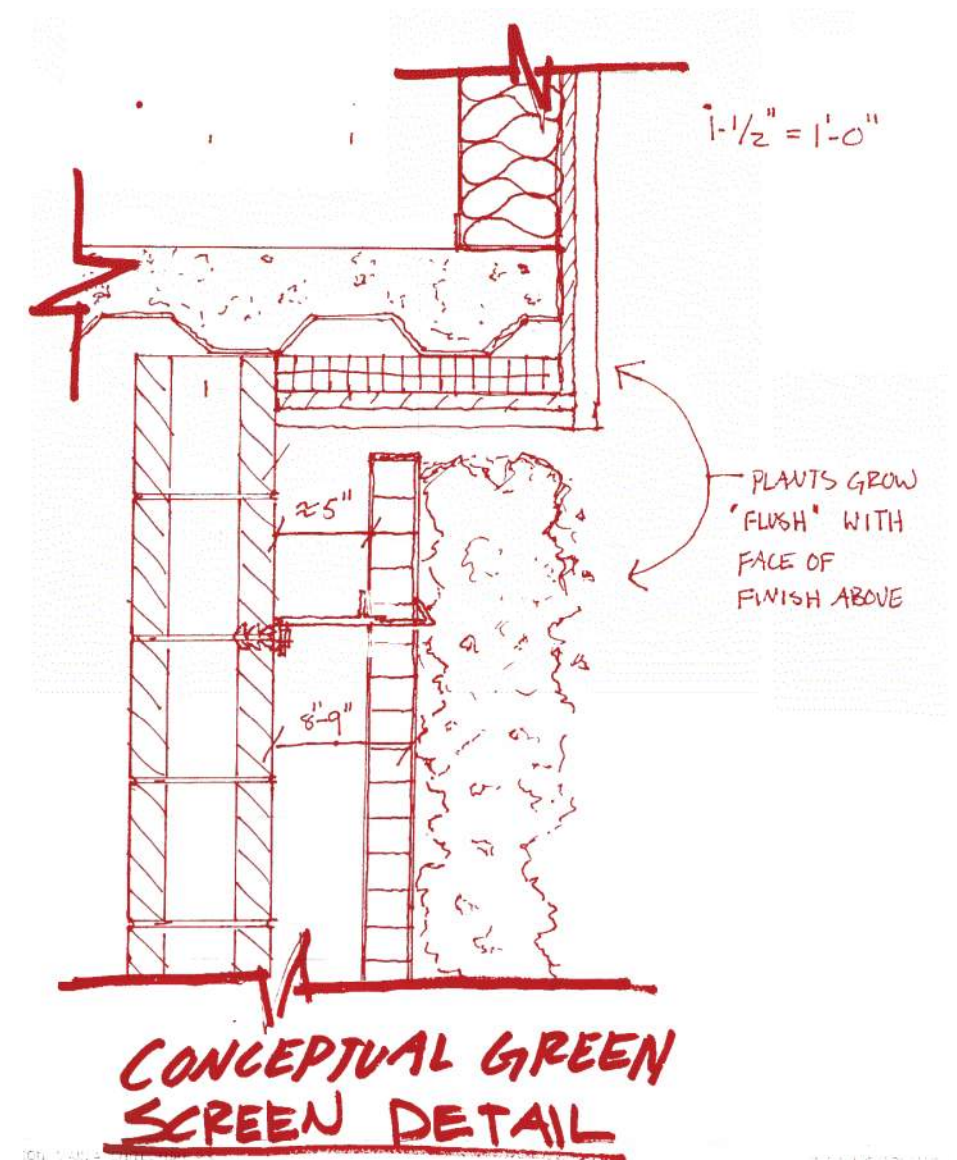 1-1/2" = 1'-0"
≈5"
PLANTS GROW
"FLUSH" WITH
FACE OF
FINISH ABOVE
8"-9"
CONCEPTUAL GREEN
SCREEN DETAIL